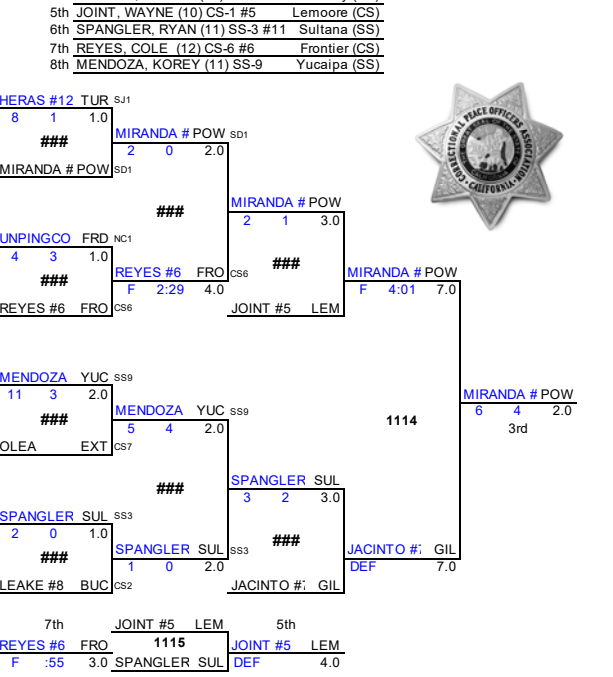 5th JOINT, WAYNE (10) CS-1 #5 Lemoore (CS)
6th SPANGLER, RYAN (11) SS-3 #11 Sultana (SS)
7th REYES, COLE (12) CS-6 #6 Frontier (CS)
8th MENDOZA, KOREY (11) SS-9 Yucaipa (SS)
HERAS #12 TUR SJ1
8 1 1.0
###
MIRANDA # POW SD1
MIRANDA # POW SD1
2 0 2.0
###
UNPINGCO FRD NC1
4 3 1.0
###
REYES #6 FRO CS6
REYES #6 FRO CS6
F 2:29 4.0
MIRANDA # POW
2 1 3.0
###
JOINT #5 LEM
MIRANDA # POW
F 4:01 7.0
MENDOZA YUC SS9
11 3 2.0
###
OLEA EXT CS7
MENDOZA YUC SS9
5 4 2.0
###
SPANGLER SUL SS3
2 0 1.0
###
LEAKE #8 BUC CS2
SPANGLER SUL SS3
1 0 2.0
SPANGLER SUL
3 2 3.0
###
JACINTO #7 GIL
JACINTO #7 GIL
DEF 7.0
1114
MIRANDA # POW
6 4 2.0
3rd
7th JOINT #5 LEM 5th
REYES #6 FRO 1115 JOINT #5 LEM
F :55 3.0 SPANGLER SUL DEF 4.0
CORRECTIONAL PEACE OFFICERS ASSOCIATION
CALIFORNIA